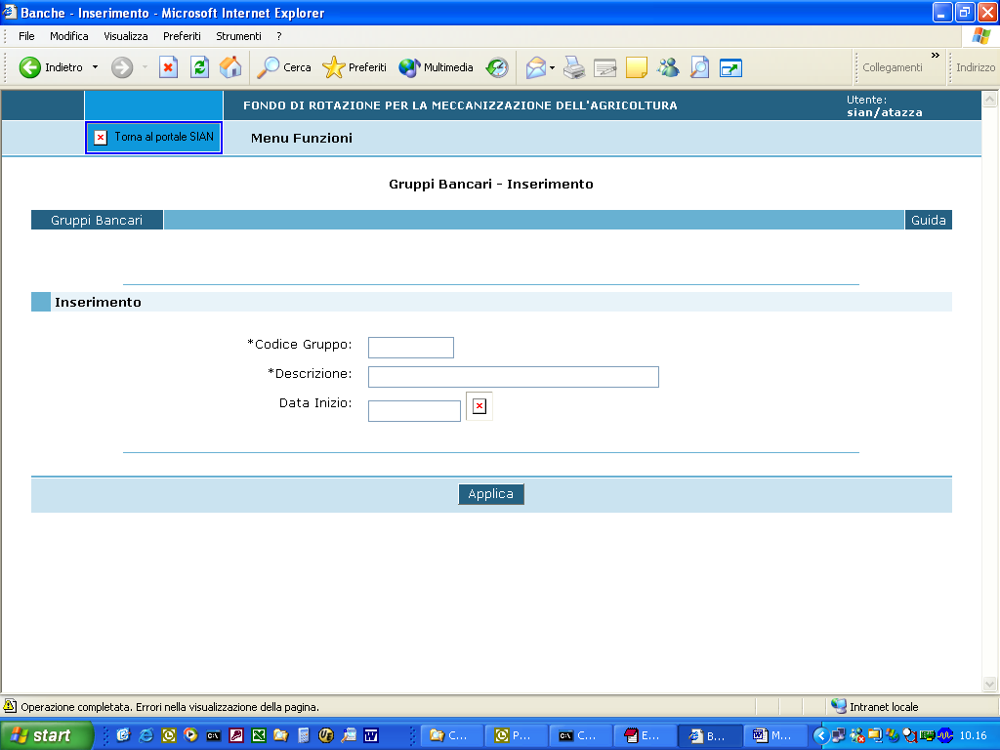 Banche - Inserimento - Microsoft Internet Explorer
File Modifica Visualizza Preferiti Strumenti ?
Indietro Cerca Preferiti Multimedia Collegamenti » Indirizzo
FONDO DI ROTAZIONE PER LA MECCANIZZAZIONE DELL'AGRICOLTURA
Utente:
sian/atazza
Torna al portale SIAN Menu Funzioni
Gruppi Bancari - Inserimento
Gruppi Bancari Guida
Inserimento
*Codice Gruppo:
*Descrizione:
Data Inizio:
Applica
Operazione completata. Errori nella visualizzazione della pagina. Intranet locale
start C... P... C... E... B... M... 10.16